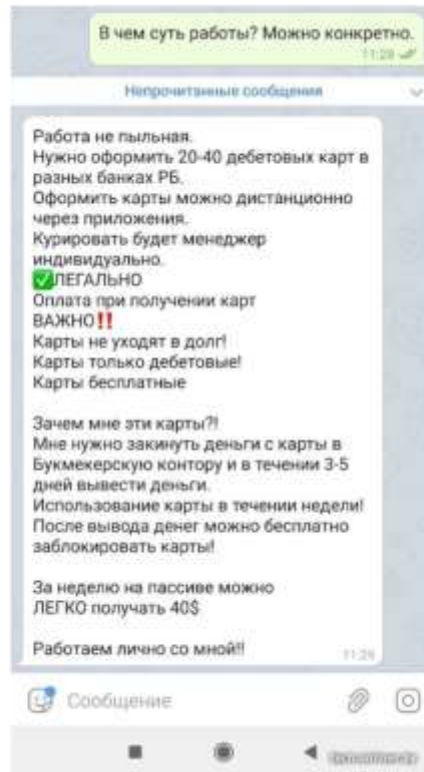 В чем суть работы? Можно конкретно.
11:28
Непрочитанные сообщения
Работа не пыльная.
Нужно оформить 20-40 дебетовых карт в
разных банках РБ.
Оформить карты можно дистанционно
через приложения.
Курировать будет менеджер
индивидуально.
✅ЛЕГАЛЬНО
Оплата при получении карт
ВАЖНО‼️
Карты не уходят в долг!
Карты только дебетовые!
Карты бесплатные
Зачем мне эти карты?!
Мне нужно закинуть деньги с карты в
Букмекерскую контору и в течении 3-5
дней вывести деньги.
Использование карты в течении недели!
После вывода денег можно бесплатно
заблокировать карты!
За неделю на пассиве можно
ЛЕГКО получать 40$
Работаем лично со мной!!
11:29
Сообщение